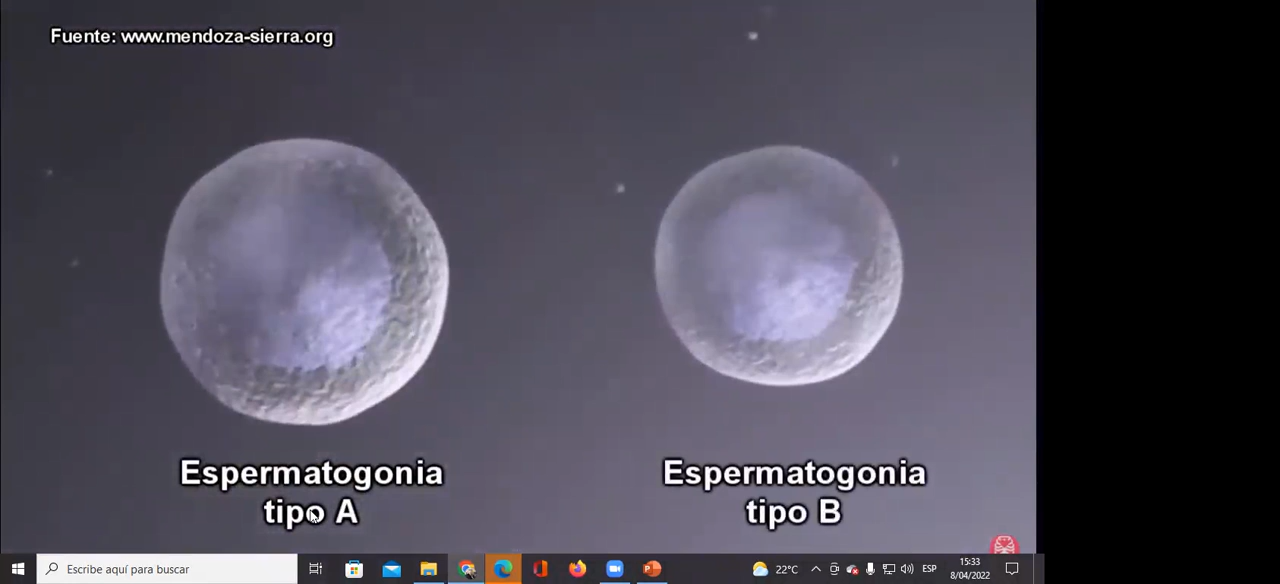 Fuente: www.mendoza-sierra.org
Espermatogonia
tipo A
Espermatogonia
tipo B
Escribe aquí para buscar
22°C
ESP
15:33
8/04/2022